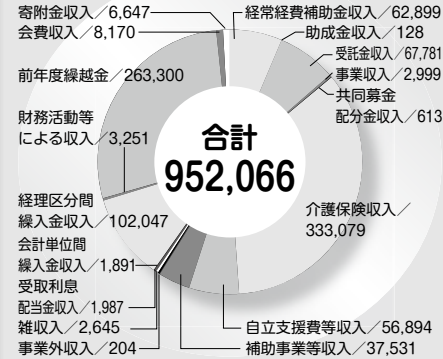 寄附金収入／6,647
会費収入／8,170
前年度繰越金／263,300
財務活動等
による収入／3,251
経理区分間
繰入金収入／102,047
会計単位間
繰入金収入／1,891
受取利息
配当金収入／1,987
雑収入／2,645
事業外収入／204
合計
952,066
経常経費補助金収入／62,899
助成金収入／128
受託金収入／67,781
事業収入／2,999
共同募金
配分金収入／613
介護保険収入／
333,079
自立支援費等収入／56,894
補助事業等収入／37,531